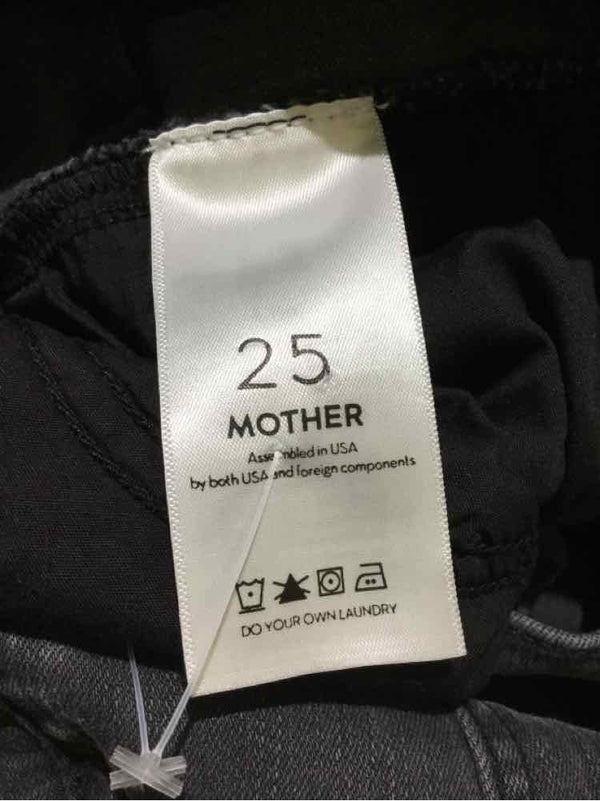 25
MOTHER
Assembled in USA
by both USA and foreign components
DO YOUR OWN LAUNDRY